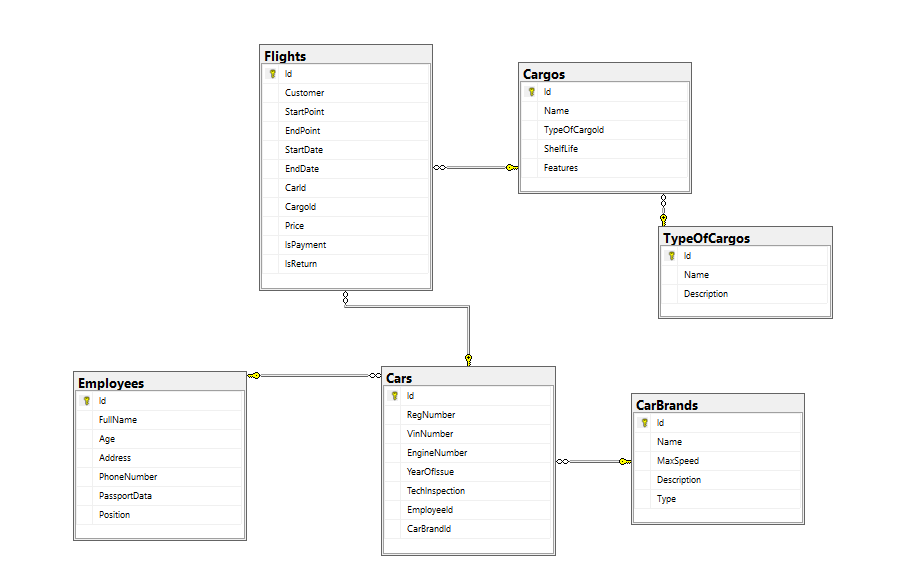 Flights
Id
Customer
StartPoint
EndPoint
StartDate
EndDate
CarId
CargoId
Price
IsPayment
IsReturn
Cargos
Id
Name
TypeOfCargoId
ShelfLife
Features
TypeOfCargos
Id
Name
Description
Employees
Id
FullName
Age
Address
PhoneNumber
PassportData
Position
Cars
Id
RegNumber
VinNumber
EngineNumber
YearOfIssue
TechInspection
EmployeeId
CarBrandId
CarBrands
Id
Name
MaxSpeed
Description
Type